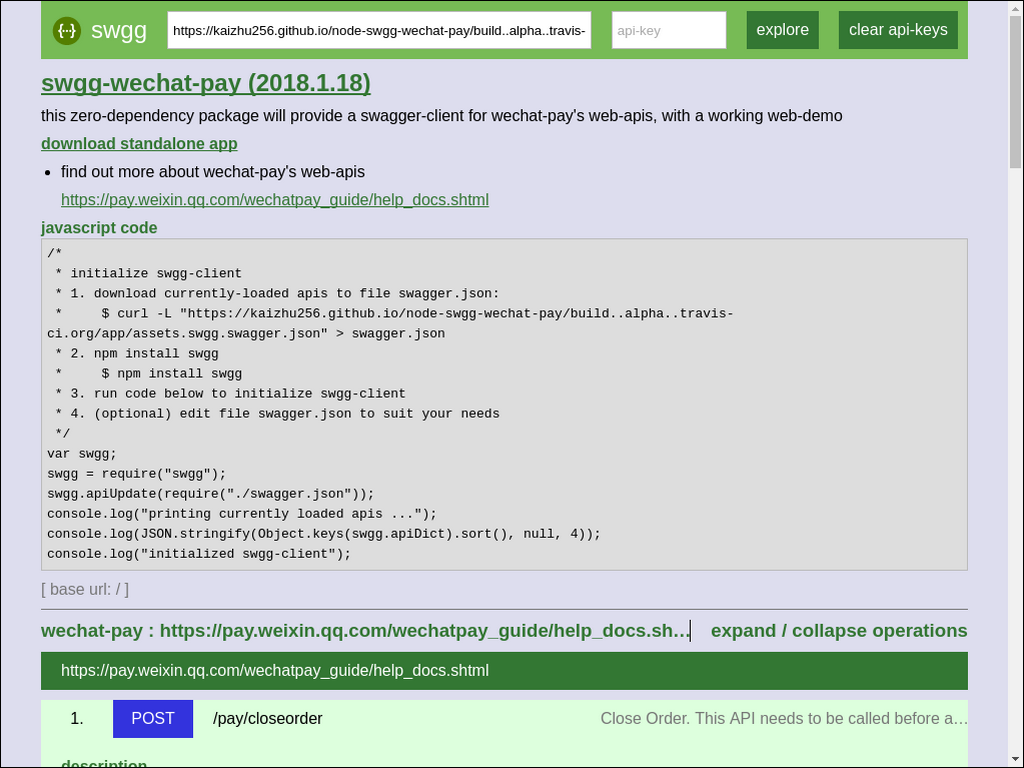 {··} swgg https://kaizhu256.github.io/node-swgg-wechat-pay/build..alpha..travis- api-key explore clear api-keys
swgg-wechat-pay (2018.1.18)
this zero-dependency package will provide a swagger-client for wechat-pay's web-apis, with a working web-demo
download standalone app
• find out more about wechat-pay's web-apis
https://pay.weixin.qq.com/wechatpay_guide/help_docs.shtml
javascript code
/*
 * initialize swgg-client
 * 1. download currently-loaded apis to file swagger.json:
 *     $ curl -L "https://kaizhu256.github.io/node-swgg-wechat-pay/build..alpha..travis-
ci.org/app/assets.swgg.swagger.json" > swagger.json
 * 2. npm install swgg
 *     $ npm install swgg
 * 3. run code below to initialize swgg-client
 * 4. (optional) edit file swagger.json to suit your needs
 */
var swgg;
swgg = require("swgg");
swgg.apiUpdate(require("./swagger.json"));
console.log("printing currently loaded apis ...");
console.log(JSON.stringify(Object.keys(swgg.apiDict).sort(), null, 4));
console.log("initialized swgg-client");
[ base url: / ]
wechat-pay : https://pay.weixin.qq.com/wechatpay_guide/help_docs.sh… expand / collapse operations
https://pay.weixin.qq.com/wechatpay_guide/help_docs.shtml
1. POST /pay/closeorder Close Order. This API needs to be called before a…
description